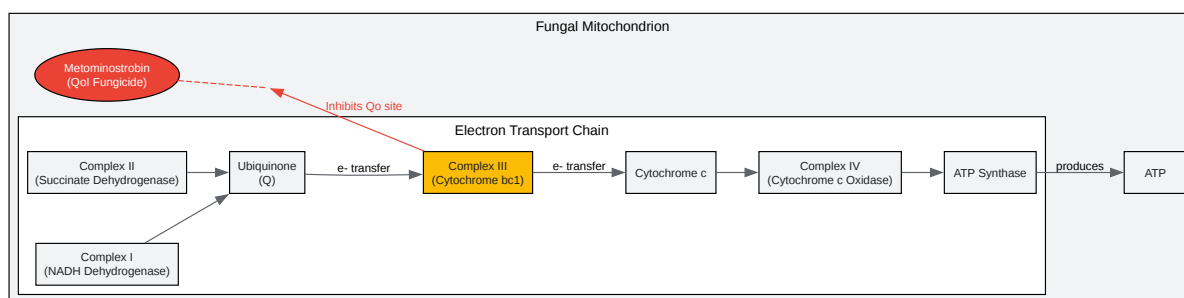 Fungal Mitochondrion
Metominostrobin
(QoI Fungicide)
Inhibits Qo site
Electron Transport Chain
Complex II
(Succinate Dehydrogenase)
Ubiquinone
(Q)
e- transfer
Complex III
(Cytochrome bc1)
e- transfer
Cytochrome c
Complex IV
(Cytochrome c Oxidase)
ATP Synthase
produces
ATP
Complex I
(NADH Dehydrogenase)